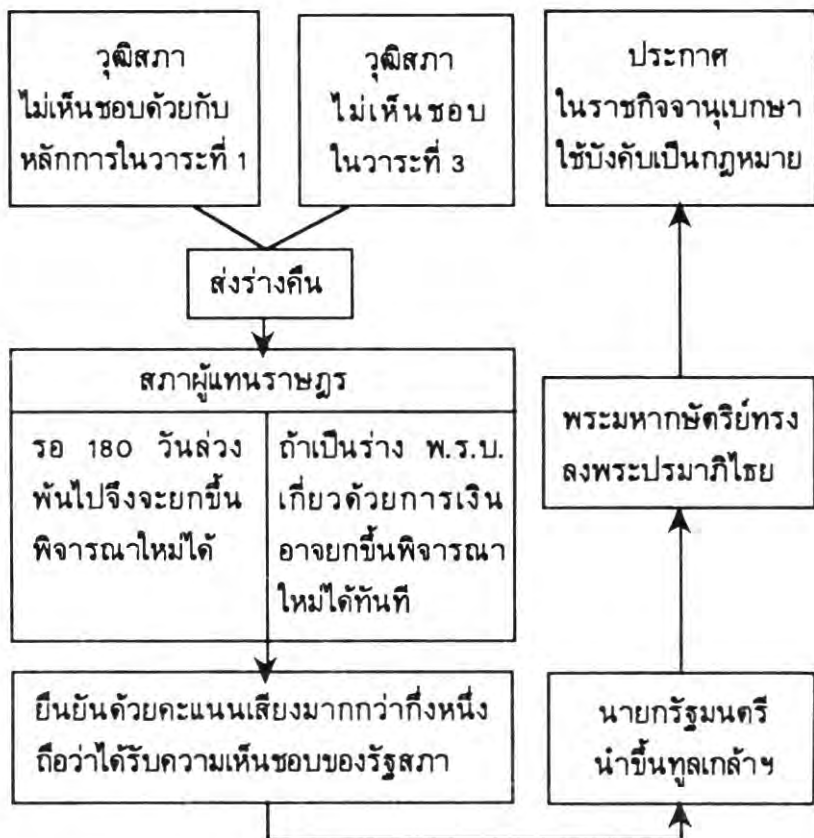 วุฒิสภา
ไม่เห็นชอบด้วยกับ
หลักการในวาระที่ 1
วุฒิสภา
ไม่เห็นชอบ
ในวาระที่ 3
ส่งร่างคืน
สภาผู้แทนราษฎร
รอ 180 วันล่วง
พ้นไปจึงจะยกขึ้น
พิจารณาใหม่ได้
ถ้าเป็นร่าง พ.ร.บ.
เกี่ยวด้วยการเงิน
อาจยกขึ้นพิจารณา
ใหม่ได้ทันที
ยืนยันด้วยคะแนนเสียงมากกว่ากึ่งหนึ่ง
ถือว่าได้รับความเห็นชอบของรัฐสภา
นายกรัฐมนตรี
นำขึ้นทูลเกล้าฯ
พระมหากษัตริย์ทรง
ลงพระปรมาภิไธย
ประกาศ
ในราชกิจจานุเบกษา
ใช้บังคับเป็นกฎหมาย